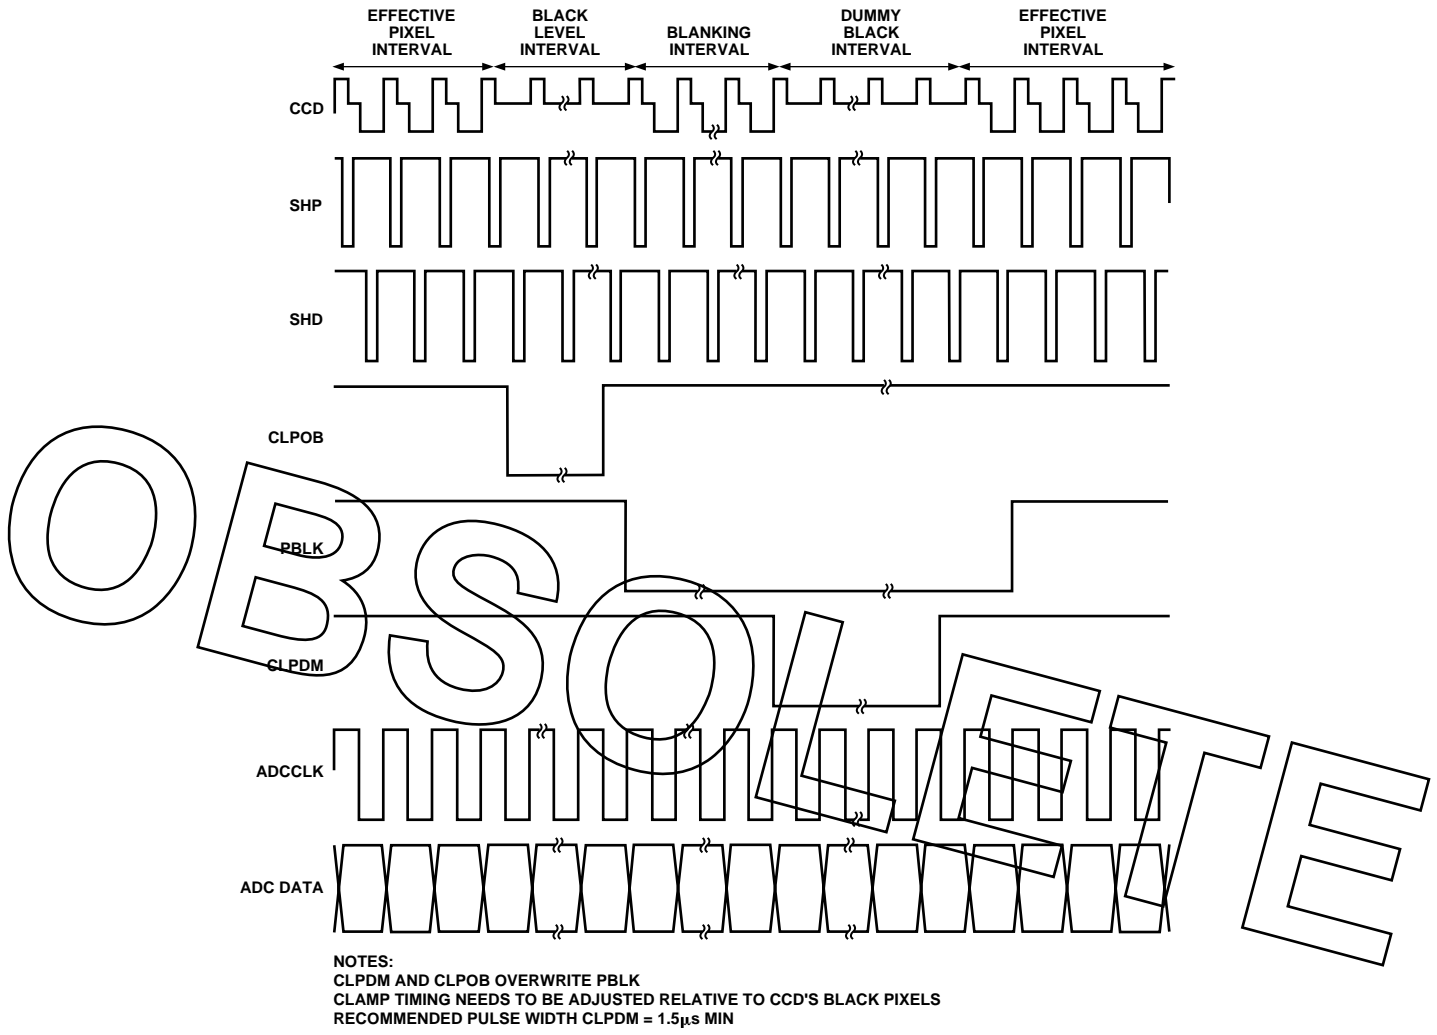 EFFECTIVE
PIXEL
INTERVAL
BLACK
LEVEL
INTERVAL
BLANKING
INTERVAL
DUMMY
BLACK
INTERVAL
EFFECTIVE
PIXEL
INTERVAL
CCD
SHP
SHD
CLPOB
PBLK
CLPDM
ADCCLK
ADC DATA
OBSOLETE
NOTES:
CLPDM AND CLPOB OVERWRITE PBLK
CLAMP TIMING NEEDS TO BE ADJUSTED RELATIVE TO CCD'S BLACK PIXELS
RECOMMENDED PULSE WIDTH CLPDM = 1.5μs MIN